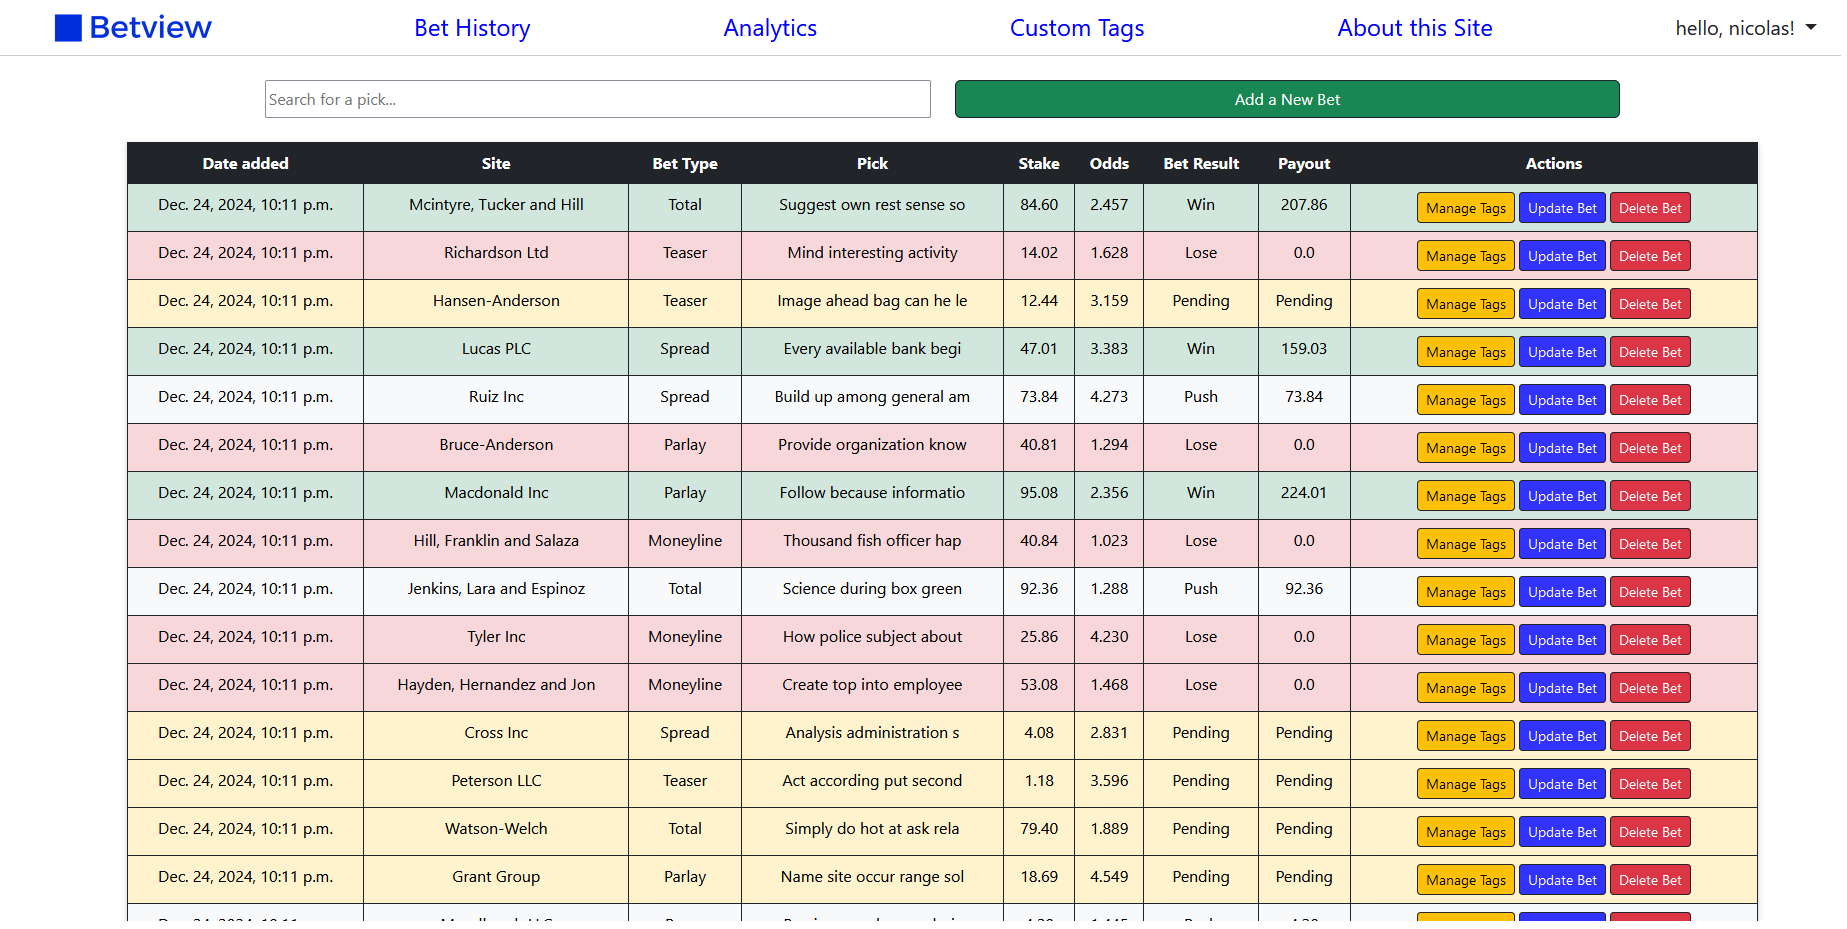 Betview Bet History Analytics Custom Tags About this Site hello, nicolas!
Search for a pick... Add a New Bet
Date added Site Bet Type Pick Stake Odds Bet Result Payout Actions
Dec. 24, 2024, 10:11 p.m. Mcintyre, Tucker and Hill Total Suggest own rest sense so 84.60 2.457 Win 207.86 Manage Tags Update Bet Delete Bet
Dec. 24, 2024, 10:11 p.m. Richardson Ltd Teaser Mind interesting activity 14.02 1.628 Lose 0.0 Manage Tags Update Bet Delete Bet
Dec. 24, 2024, 10:11 p.m. Hansen-Anderson Teaser Image ahead bag can he le 12.44 3.159 Pending Pending Manage Tags Update Bet Delete Bet
Dec. 24, 2024, 10:11 p.m. Lucas PLC Spread Every available bank begi 47.01 3.383 Win 159.03 Manage Tags Update Bet Delete Bet
Dec. 24, 2024, 10:11 p.m. Ruiz Inc Spread Build up among general am 73.84 4.273 Push 73.84 Manage Tags Update Bet Delete Bet
Dec. 24, 2024, 10:11 p.m. Bruce-Anderson Parlay Provide organization know 40.81 1.294 Lose 0.0 Manage Tags Update Bet Delete Bet
Dec. 24, 2024, 10:11 p.m. Macdonald Inc Parlay Follow because informatio 95.08 2.356 Win 224.01 Manage Tags Update Bet Delete Bet
Dec. 24, 2024, 10:11 p.m. Hill, Franklin and Salaza Moneyline Thousand fish officer hap 40.84 1.023 Lose 0.0 Manage Tags Update Bet Delete Bet
Dec. 24, 2024, 10:11 p.m. Jenkins, Lara and Espinoz Total Science during box green 92.36 1.288 Push 92.36 Manage Tags Update Bet Delete Bet
Dec. 24, 2024, 10:11 p.m. Tyler Inc Moneyline How police subject about 25.86 4.230 Lose 0.0 Manage Tags Update Bet Delete Bet
Dec. 24, 2024, 10:11 p.m. Hayden, Hernandez and Jon Moneyline Create top into employee 53.08 1.468 Lose 0.0 Manage Tags Update Bet Delete Bet
Dec. 24, 2024, 10:11 p.m. Cross Inc Spread Analysis administration s 4.08 2.831 Pending Pending Manage Tags Update Bet Delete Bet
Dec. 24, 2024, 10:11 p.m. Peterson LLC Teaser Act according put second 1.18 3.596 Pending Pending Manage Tags Update Bet Delete Bet
Dec. 24, 2024, 10:11 p.m. Watson-Welch Total Simply do hot at ask rela 79.40 1.889 Pending Pending Manage Tags Update Bet Delete Bet
Dec. 24, 2024, 10:11 p.m. Grant Group Parlay Name site occur range sol 18.69 4.549 Pending Pending Manage Tags Update Bet Delete Bet